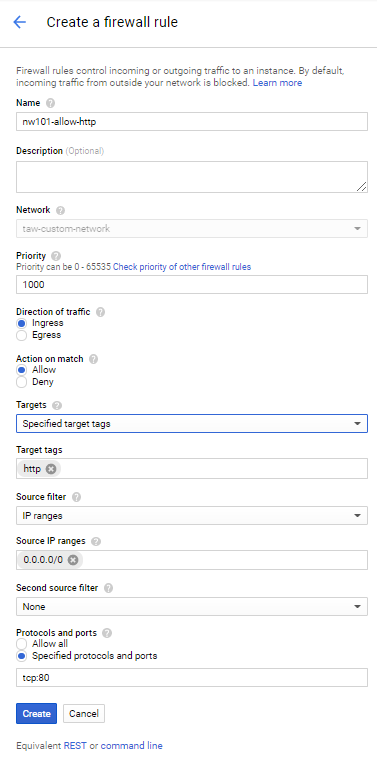 Create a firewall rule
Firewall rules control incoming or outgoing traffic to an instance. By default,
incoming traffic from outside your network is blocked. Learn more
Name
nw101-allow-http
Description (Optional)
Network
taw-custom-network
Priority
Priority can be 0 - 65535 Check priority of other firewall rules
1000
Direction of traffic
Ingress
Egress
Action on match
Allow
Deny
Targets
Specified target tags
Target tags
http
Source filter
IP ranges
Source IP ranges
0.0.0.0/0
Second source filter
None
Protocols and ports
Allow all
Specified protocols and ports
tcp:80
Create Cancel
Equivalent REST or command line